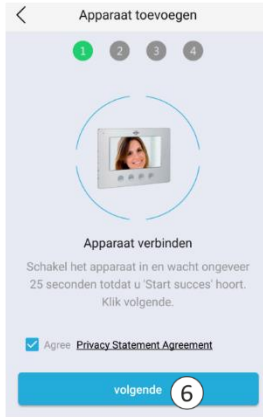 Apparaat toevoegen
1 2 3 4
Apparaat verbinden
Schakel het apparaat in en wacht ongeveer
25 seconden totdat u 'Start succes' hoort.
Klik volgende.
Agree Privacy Statement Agreement
volgende 6